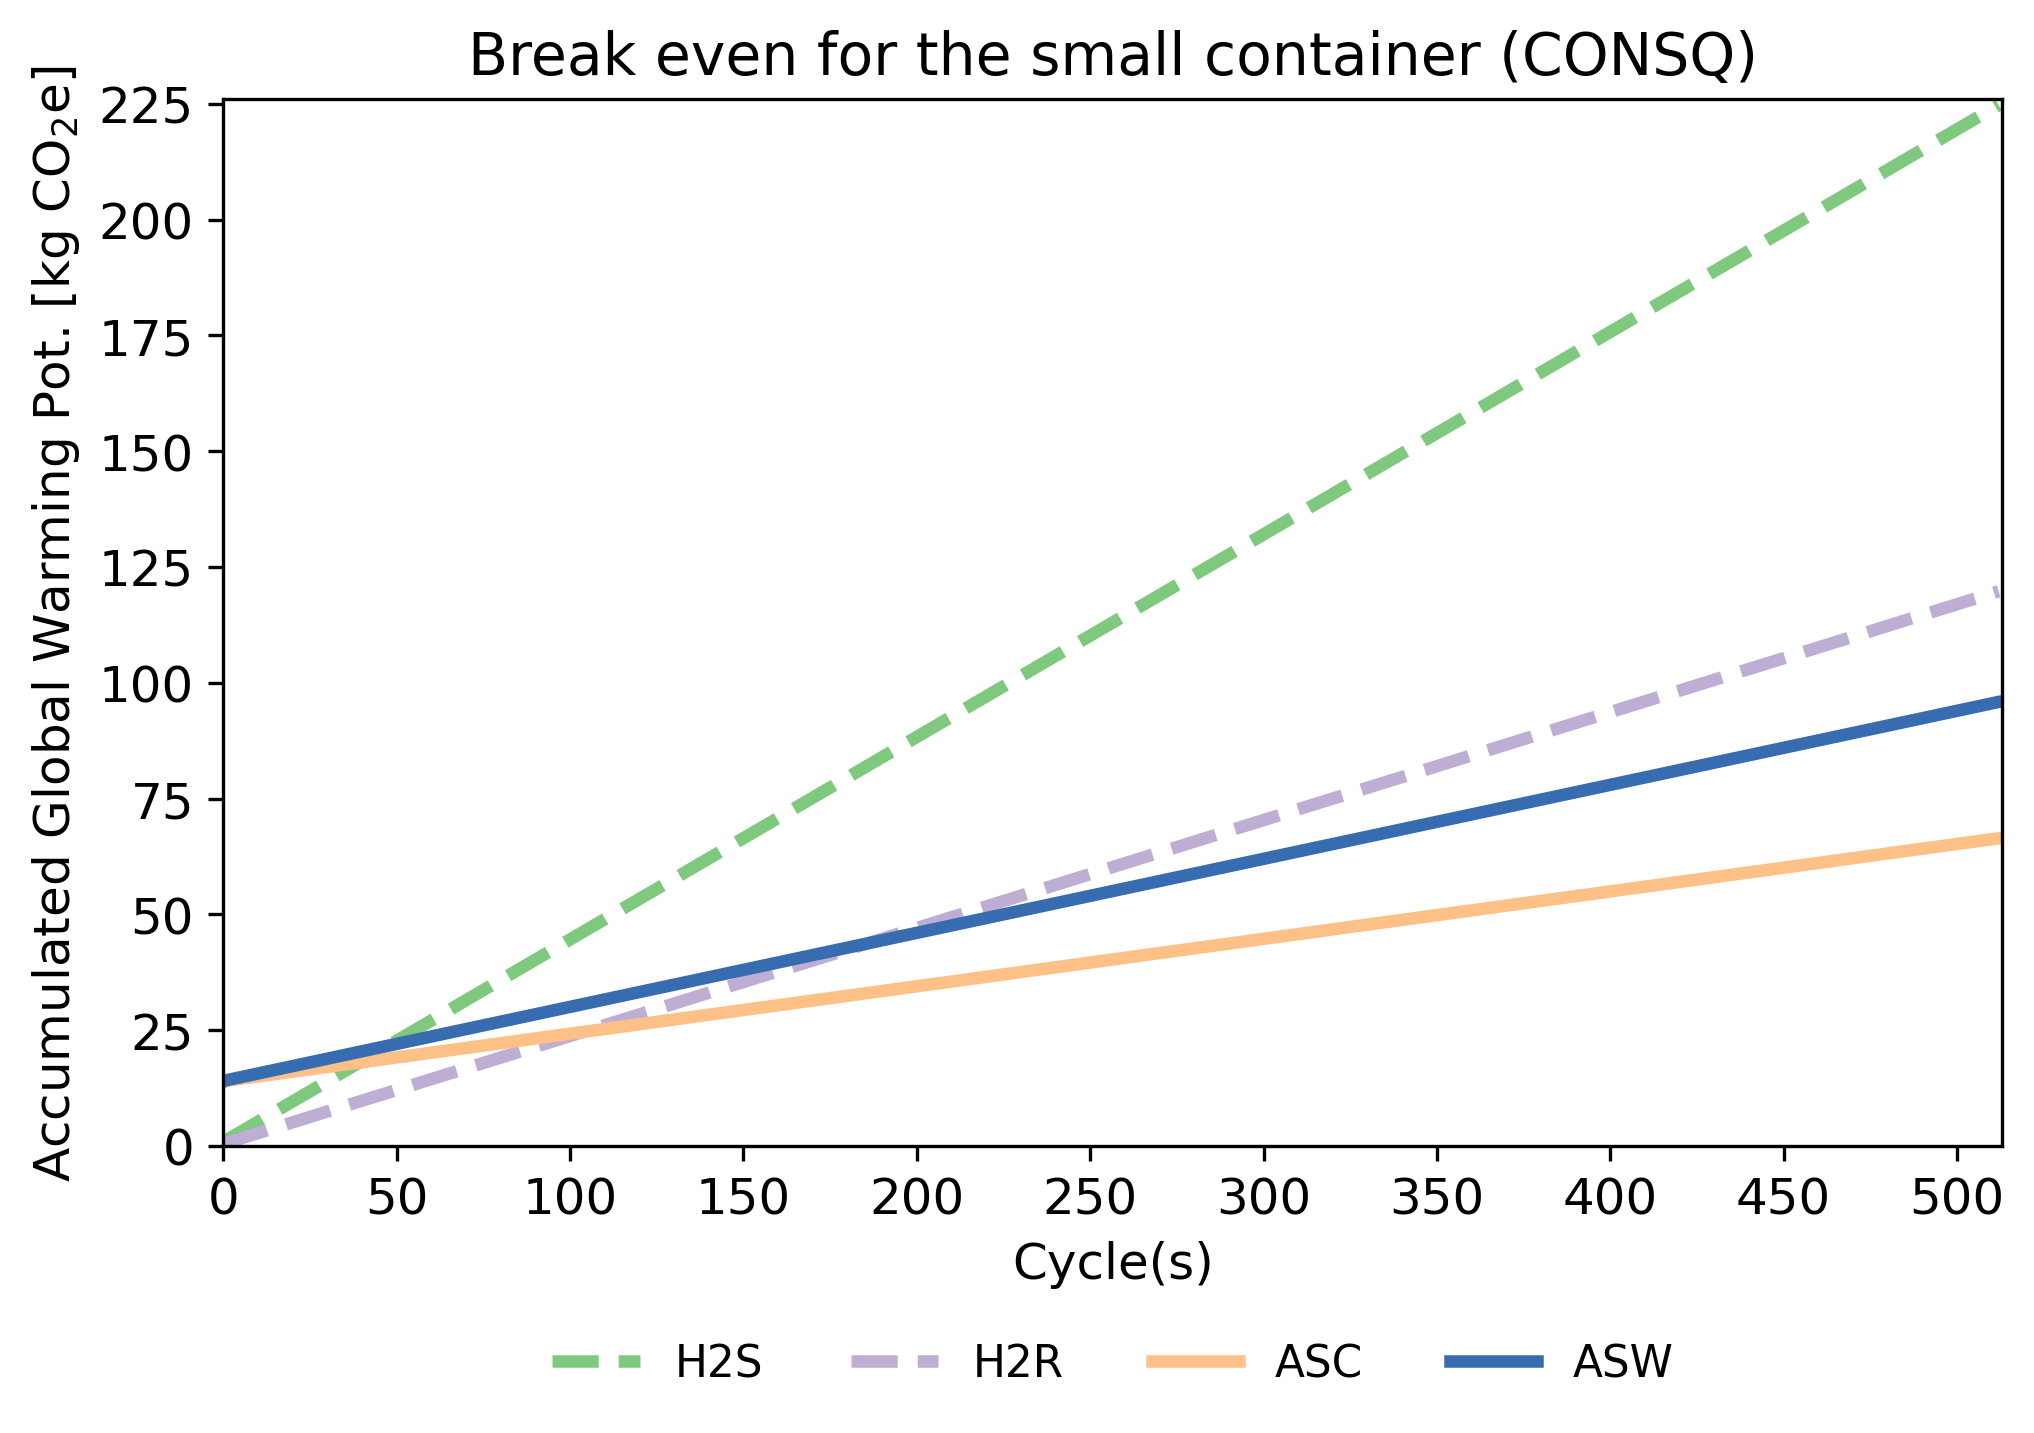 Break even for the small container (CONSQ)
Accumulated Global Warming Pot. [kg CO₂e]
225
200
175
150
125
100
75
50
25
0
0 50 100 150 200 250 300 350 400 450 500
Cycle(s)
H2S H2R ASC ASW